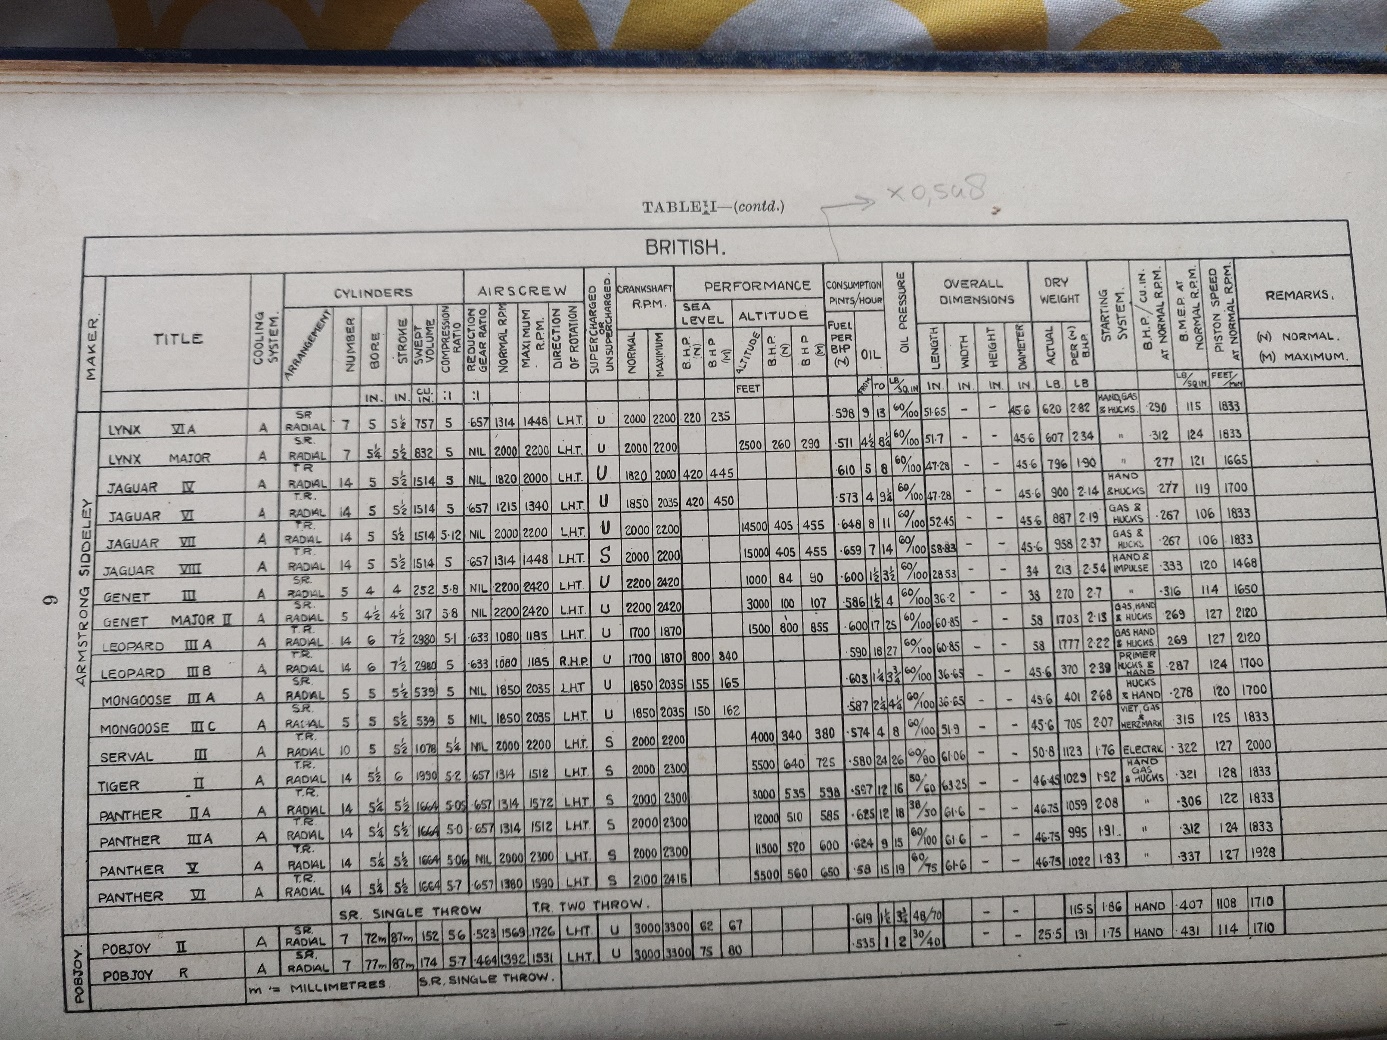 × 0,568
TABLE II—(contd.)
BRITISH.
MAKER. TITLE COOLING SYSTEM. CYLINDERS AIRSCREW SUPERCHARGED OR UNSUPERCHARGED. CRANKSHAFT R.P.M. PERFORMANCE CONSUMPTION PINTS/HOUR OIL PRESSURE OVERALL DIMENSIONS DRY WEIGHT STARTING SYSTEM. B.H.P./CU.IN. AT NORMAL R.P.M. B.M.E.P. AT NORMAL R.P.M. PISTON SPEED AT NORMAL R.P.M. REMARKS.
ARRANGEMENT NUMBER BORE STROKE SWEPT VOLUME COMPRESSION RATIO REDUCTION GEAR RATIO NORMAL RPM MAXIMUM R.P.M. DIRECTION OF ROTATION NORMAL MAXIMUM SEA LEVEL ALTITUDE FUEL PER BHP (N) OIL LENGTH WIDTH HEIGHT DIAMETER ACTUAL PER (N) B.H.P. (N) NORMAL.
B.H.P. (N) BHP (M) ALTITUDE B.H.P. (N) BHP (M) (M) MAXIMUM.
IN. IN. CU. IN. :1 :1 FEET FROM TO LB/SQ IN IN. IN. IN. IN LB LB LB/SQ IN FEET/MIN
ARMSTRONG SIDDELEY
LYNX VI A A SR RADIAL 7 5 5½ 757 5 ·657 1314 1448 L.H.T. U 2000 2200 220 235 ·598 9 13 60/100 51·65 - - 45·6 620 2·82 HAND, GAS & HUCKS. ·290 115 1833
LYNX MAJOR A S.R. RADIAL 7 5¼ 5½ 832 5 NIL 2000 2200 L.H.T. U 2000 2200 2500 260 290 ·511 4½ 8¼ 60/100 51·7 - - 45·6 607 2·34 " ·312 124 1833
JAGUAR IV A T R RADIAL 14 5 5½ 1514 5 NIL 1820 2000 L.H.T. U 1820 2000 420 445 ·610 5 8 60/100 47·28 - - 45·6 796 1·90 " ·277 121 1665
JAGUAR VI A T.R. RADIAL 14 5 5½ 1514 5 ·657 1215 1340 L.H.T. U 1850 2035 420 450 ·573 4 9¼ 60/100 47·28 - - 45·6 900 2·14 HAND & HUCKS 277 119 1700
JAGUAR VII A T.R. RADIAL 14 5 5½ 1514 5·12 NIL 2000 2200 L.H.T. U 2000 2200 14500 405 455 ·648 8 11 60/100 52·45 - - 45·6 887 2·19 GAS & HUCKS ·267 106 1833
JAGUAR VIII A T.R. RADIAL 14 5 5½ 1514 5 ·657 1314 1448 L.H.T. S 2000 2200 15000 405 455 ·659 7 14 60/100 58·83 - - 45·6 958 2·37 GAS & HUCKS ·267 106 1833
GENET III A S.R. RADIAL 5 4 4 252 5·8 NIL 2200 2420 L.H.T. U 2200 2420 1000 84 90 ·600 1½ 3½ 60/100 28·53 - - 34 213 2·54 HAND & IMPULSE ·333 120 1468
GENET MAJOR II A S.R. RADIAL 5 4½ 4½ 317 5·8 NIL 2200 2420 L.H.T. U 2200 2420 3000 100 107 ·586 1½ 4 60/100 36·2 - - 38 270 2·7 " ·316 114 1650
LEOPARD III A A T.R. RADIAL 14 6 7½ 2980 5·1 ·633 1080 1185 L.H.T. U 1700 1870 1500 800 855 ·600 17 25 60/100 60·85 - - 58 1703 2·13 GAS, HAND & HUCKS 269 127 2120
LEOPARD III B A T.R. RADIAL 14 6 7½ 2980 5 ·633 1080 1185 R.H.P. U 1700 1870 800 840 ·590 18 27 60/100 60·85 - - 58 1777 2·22 GAS HAND & HUCKS 269 127 2120
MONGOOSE III A A S.R. RADIAL 5 5 5½ 539 5 NIL 1850 2035 L.H.T U 1850 2035 155 165 ·603 1¼ 3¾ 60/100 36·65 - - 45·6 370 2·39 PRIMER HUCKS & HAND ·287 124 1700
MONGOOSE III C A S.R. RADIAL 5 5 5½ 539 5 NIL 1850 2035 L.H.T. U 1850 2035 150 162 ·587 2¼ 4¼ 60/100 36·65 - - 45·6 401 2·68 HUCKS & HAND ·278 120 1700
SERVAL III A T.R. RADIAL 10 5 5½ 1078 5¼ NIL 2000 2200 L.H.T. S 2000 2200 4000 340 380 ·574 4 8 60/100 51·9 - - 45·6 705 2·07 VIET, GAS & HERZMARK 315 125 1833
TIGER II A T.R. RADIAL 14 5½ 6 1990 5·2 ·657 1314 1512 L.H.T. S 2000 2300 5500 640 725 ·580 24 26 60/80 61·06 - - 50·8 1123 1·76 ELECTRIC ·322 127 2000
PANTHER II A A T.R. RADIAL 14 5¼ 5½ 1664 5·05 ·657 1314 1572 L.H.T S 2000 2300 3000 535 598 ·597 12 16 50/60 63·25 - - 46·45 1029 1·92 HAND GAS & HUCKS ·321 128 1833
PANTHER III A A T.R. RADIAL 14 5¼ 5½ 1664 5·0 ·657 1314 1512 L.H.T S 2000 2300 12000 510 585 ·625 12 18 30/50 61·6 - - 46·75 1059 2·08 " ·306 122 1833
PANTHER V A T.R. RADIAL 14 5¼ 5½ 1664 5·06 NIL 2000 2300 L.H.T. S 2000 2300 11500 520 600 ·624 9 15 60/100 61·6 - - 46·75 995 1·91 " ·312 124 1833
PANTHER VI A T.R. RADIAL 14 5¼ 5½ 1664 5·7 ·657 1380 1590 L.H.T. S 2100 2415 5500 560 650 ·58 15 19 60/75 61·6 - - 46·75 1022 1·83 " ·337 127 1928
SR. SINGLE THROW T.R. TWO THROW.
POBJOY.
POBJOY II A S.R. RADIAL 7 72m 87m 152 5·6 ·523 1569 1726 L.H.T. U 3000 3300 62 67 ·619 1½ 3¾ 48/70 - - 115·5 1·86 HAND ·407 1108 1710
POBJOY R A S.R. RADIAL 7 77m 87m 174 5·7 ·464 1392 1531 L.H.T. U 3000 3300 75 80 ·535 1 2 30/40 - - 25·5 131 1·75 HAND ·431 114 1710
m = MILLIMETRES. S.R. SINGLE THROW.
9